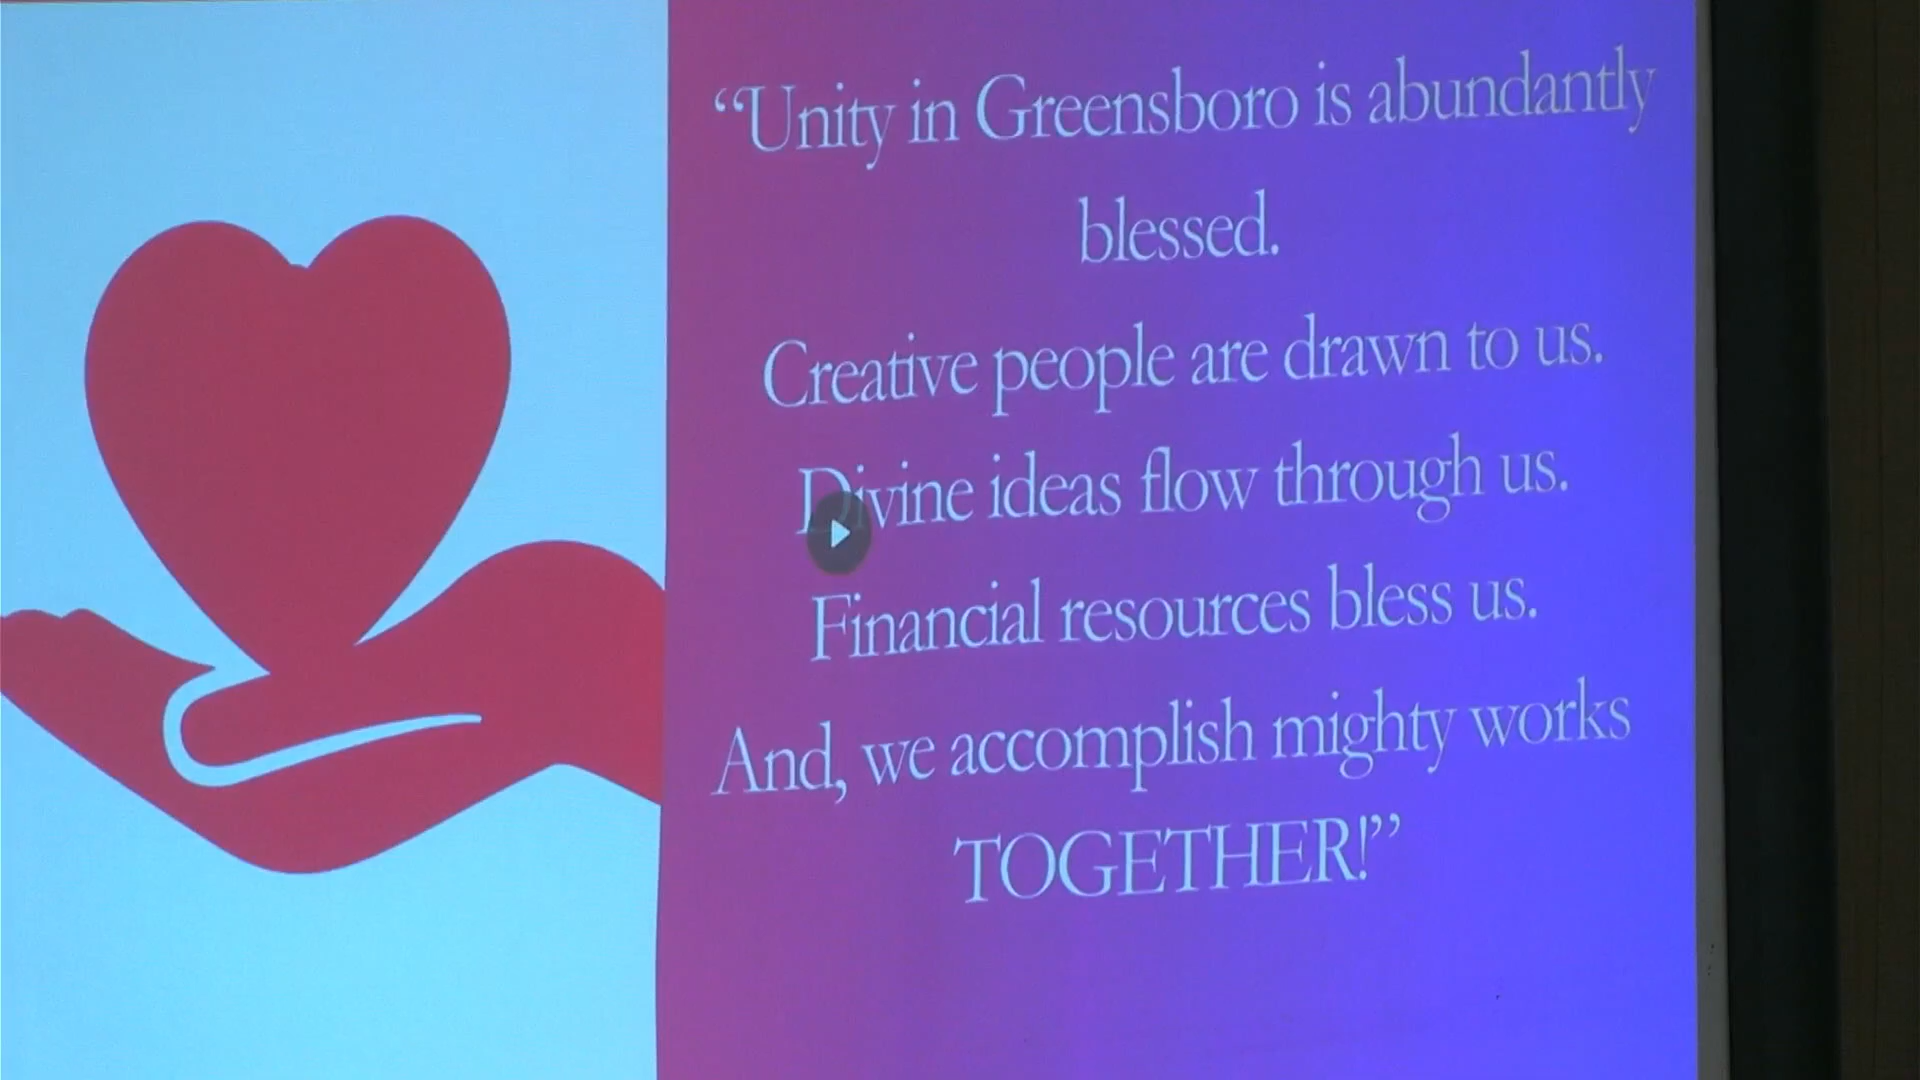 “Unity in Greensboro is abundantly
blessed.
Creative people are drawn to us.
Divine ideas flow through us.
Financial resources bless us.
And, we accomplish mighty works
TOGETHER!”